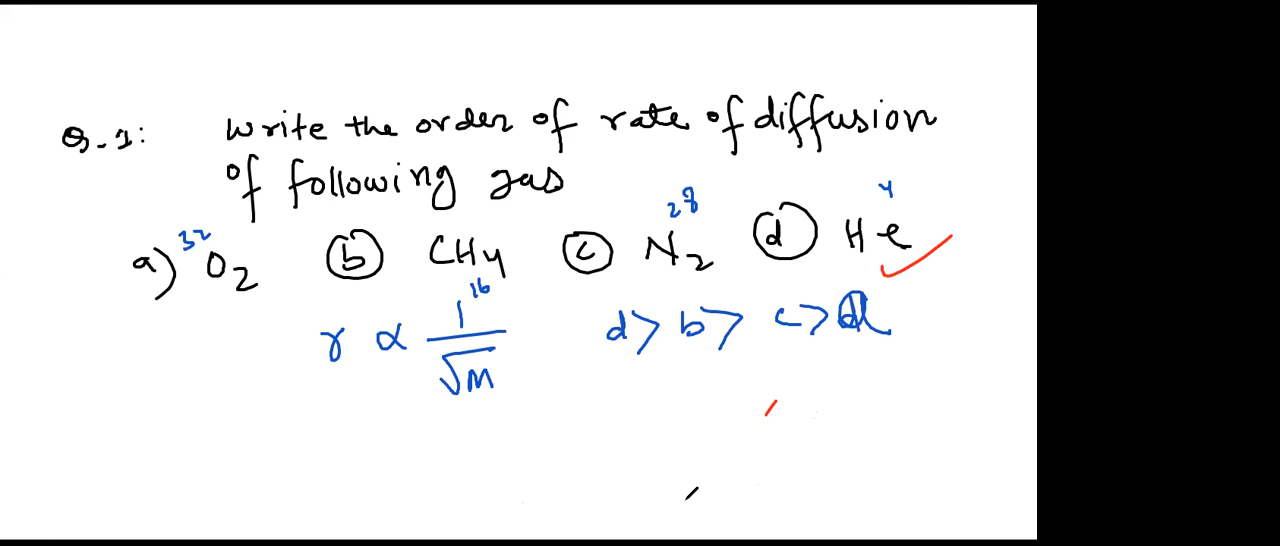 Q-1: write the order of rate of diffusion
of following gas
a) 32 O2 (b) CH4 16 (c) N2 28 (d) He 4
r ∝ 1/√M d > b > c >